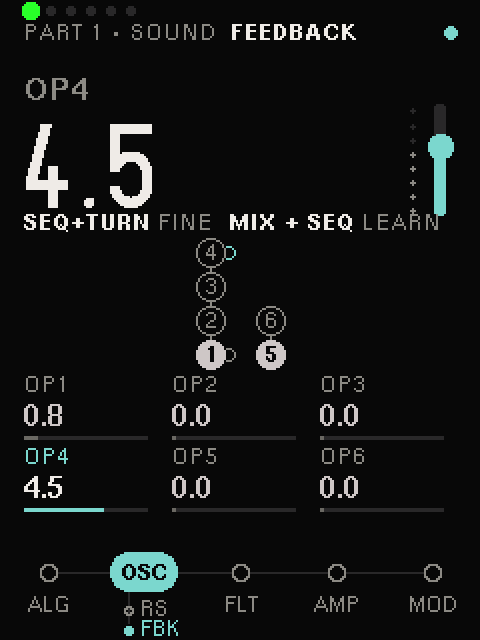 PART 1 · SOUND FEEDBACK
OP4
4.5
SEQ+TURN FINE MIX + SEQ LEARN
4
3
2 6
1 5
OP1 OP2 OP3
0.8 0.0 0.0
OP4 OP5 OP6
4.5 0.0 0.0
ALG OSC FLT AMP MOD
RS
FBK